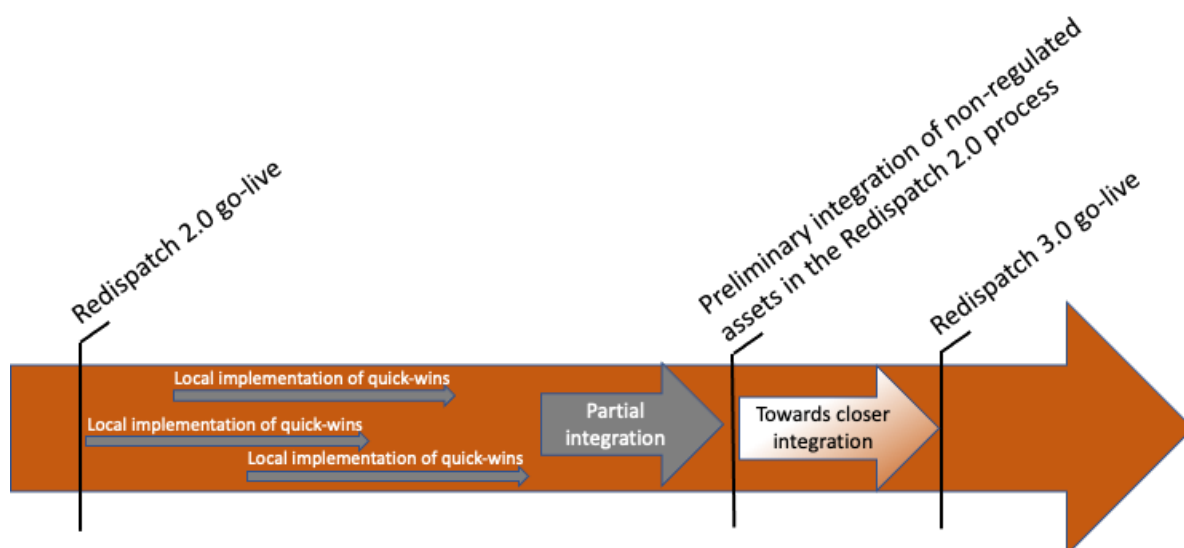 Redispatch 2.0 go-live
Preliminary integration of non-regulated
assets in the Redispatch 2.0 process
Redispatch 3.0 go-live
Local implementation of quick-wins
Local implementation of quick-wins
Local implementation of quick-wins
Partial
integration
Towards closer
integration